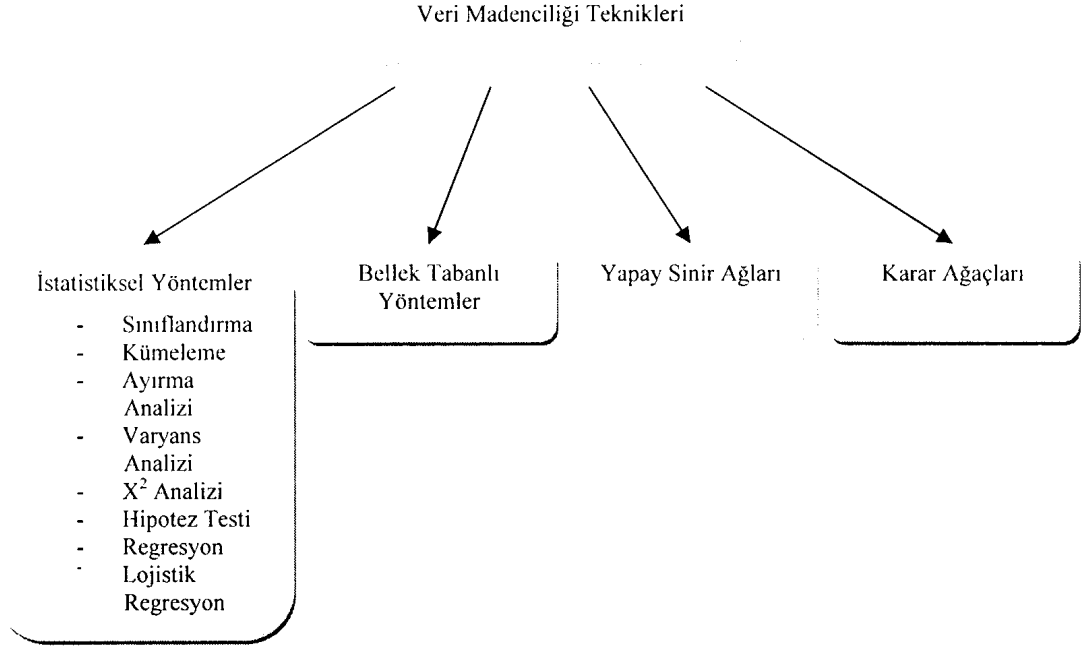 Veri Madenciliği Teknikleri
İstatistiksel Yöntemler
- Sınıflandırma
- Kümeleme
- Ayırma
Analizi
- Varyans
Analizi
- X² Analizi
- Hipotez Testi
- Regresyon
- Lojistik
Regresyon
Bellek Tabanlı
Yöntemler
Yapay Sinir Ağları
Karar Ağaçları